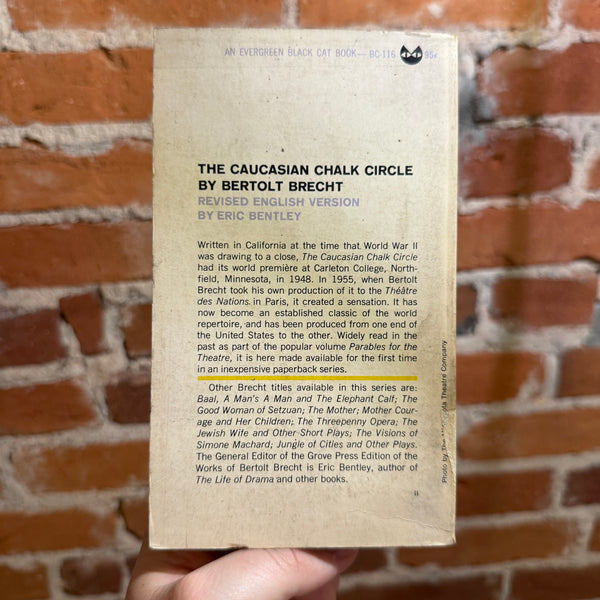 AN EVERGREEN BLACK CAT BOOK—BC-116 95¢
THE CAUCASIAN CHALK CIRCLE
BY BERTOLT BRECHT
REVISED ENGLISH VERSION
BY ERIC BENTLEY
Written in California at the time that World War II
was drawing to a close, The Caucasian Chalk Circle
had its world première at Carleton College, North-
field, Minnesota, in 1948. In 1955, when Bertolt
Brecht took his own production of it to the Théâtre
des Nations in Paris, it created a sensation. It has
now become an established classic of the world
repertoire, and has been produced from one end of
the United States to the other. Widely read in the
past as part of the popular volume Parables for the
Theatre, it is here made available for the first time
in an inexpensive paperback series.
Other Brecht titles available in this series are:
Baal, A Man's A Man and The Elephant Calf; The
Good Woman of Setzuan; The Mother; Mother Cour-
age and Her Children; The Threepenny Opera; The
Jewish Wife and Other Short Plays; The Visions of
Simone Machard; Jungle of Cities and Other Plays.
The General Editor of the Grove Press Edition of the
Works of Bertolt Brecht is Eric Bentley, author of
The Life of Drama and other books.
Photo by The Theatre Company